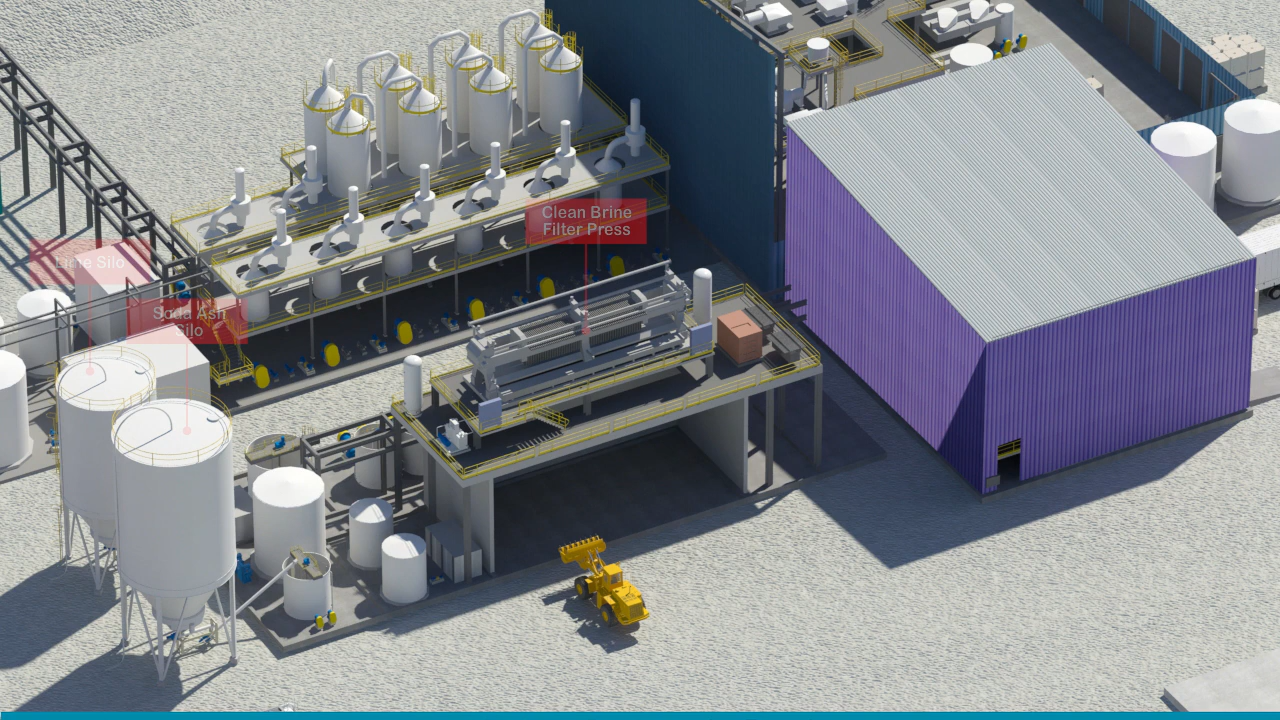 Clean Brine
Filter Press
Lime Silo
Soda Ash
Silo